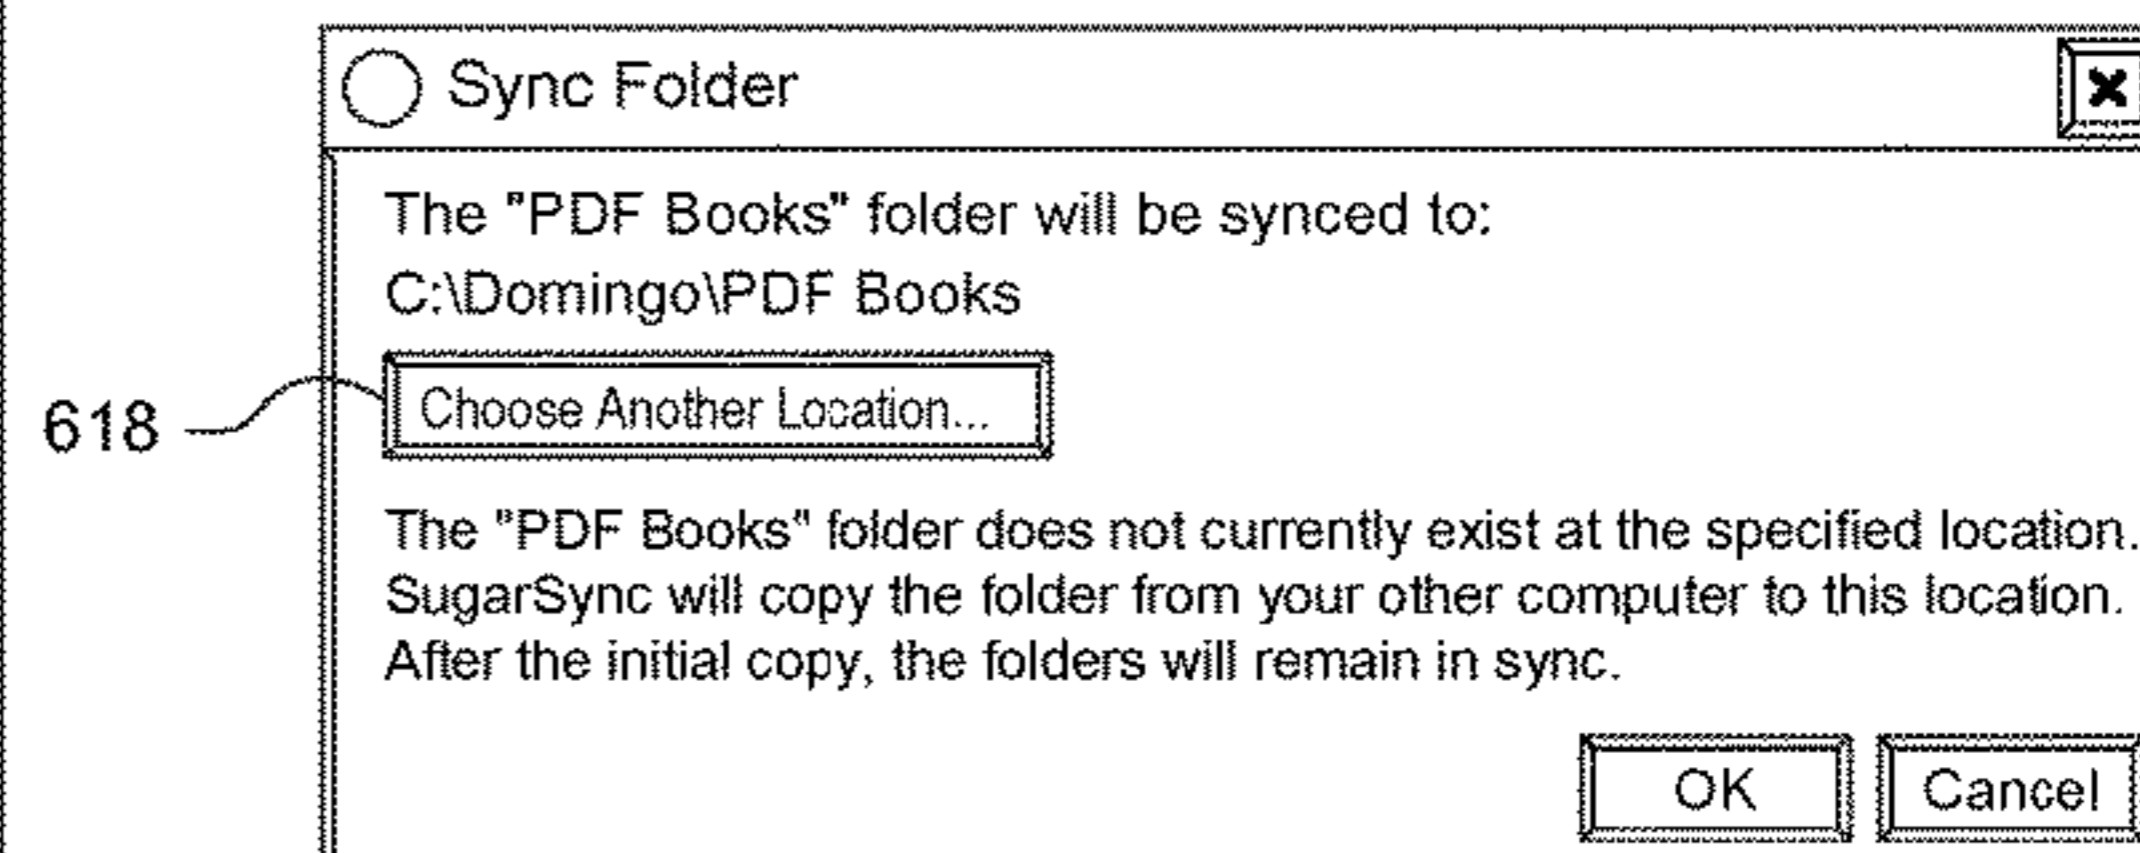 Sync Folder
The "PDF Books" folder will be synced to:
C:\Domingo\PDF Books
618
Choose Another Location...
The "PDF Books" folder does not currently exist at the specified location.
SugarSync will copy the folder from your other computer to this location.
After the initial copy, the folders will remain in sync.
OK
Cancel